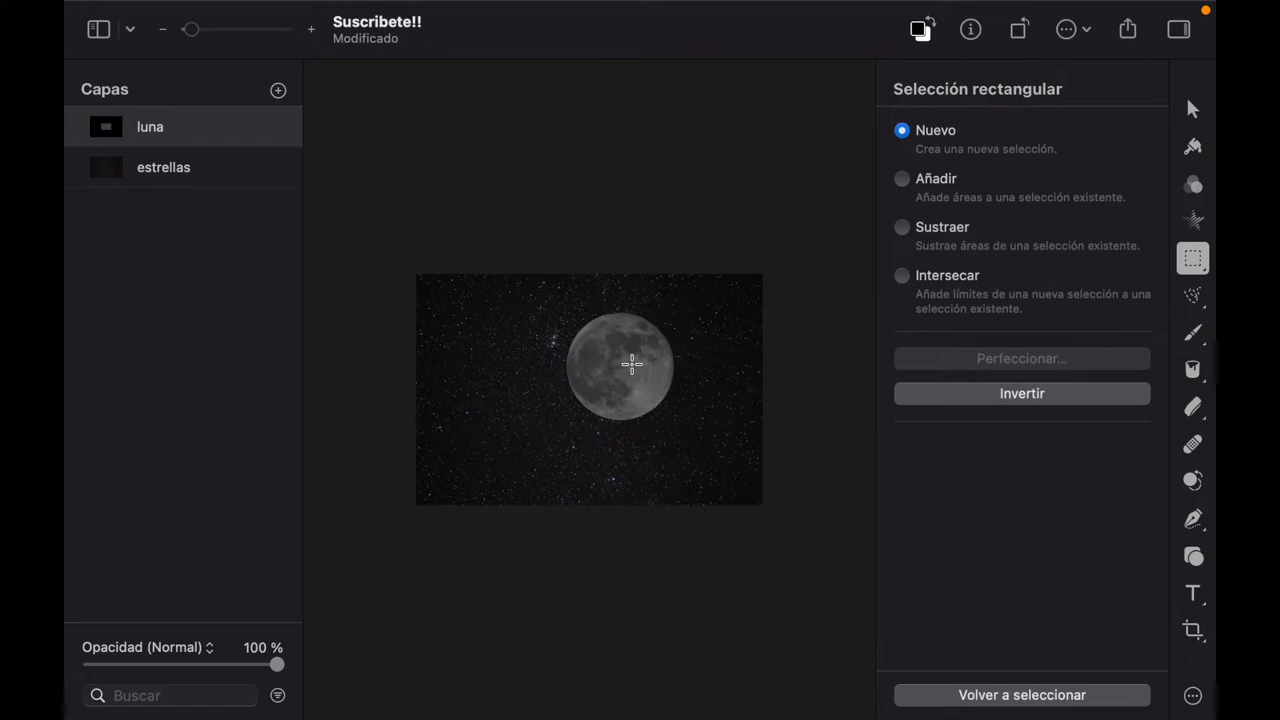 Suscribete!!
Modificado
Capas
luna
estrellas
Opacidad (Normal) 100 %
Buscar
Selección rectangular
Nuevo
Crea una nueva selección.
Añadir
Añade áreas a una selección existente.
Sustraer
Sustrae áreas de una selección existente.
Intersecar
Añade límites de una nueva selección a una
selección existente.
Perfeccionar...
Invertir
Volver a seleccionar